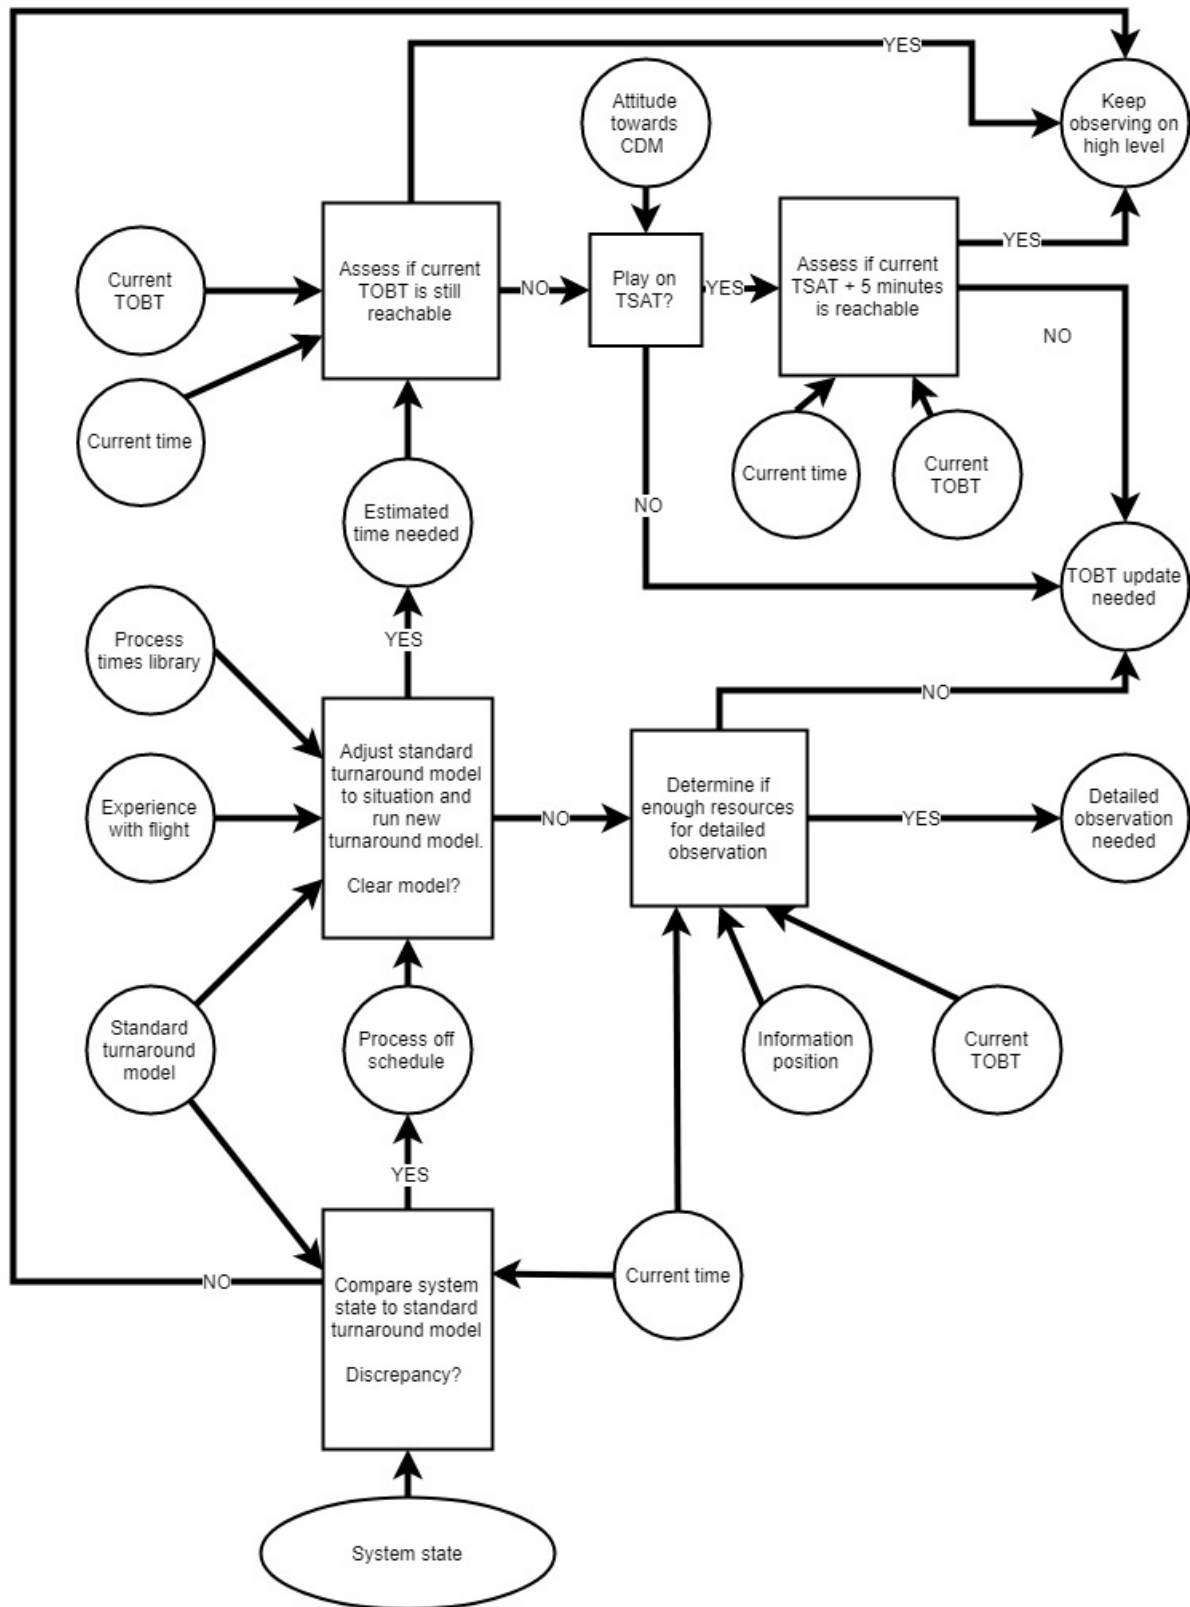 YES
Keep
observing on
high level
Attitude
towards
CDM
Current
TOBT
Assess if current
TOBT is still
reachable
NO
Play on
TSAT?
YES
Assess if current
TSAT + 5 minutes
is reachable
YES
NO
Current time
Current time
Current
TOBT
Estimated
time needed
NO
TOBT update
needed
YES
Process
times library
NO
Adjust standard
turnaround model
to situation and
run new
turnaround model.
Clear model?
Experience
with flight
NO
Determine if
enough resources
for detailed
observation
YES
Detailed
observation
needed
Standard
turnaround
model
Process off
schedule
Information
position
Current
TOBT
YES
NO
Compare system
state to standard
turnaround model
Discrepancy?
Current time
System state